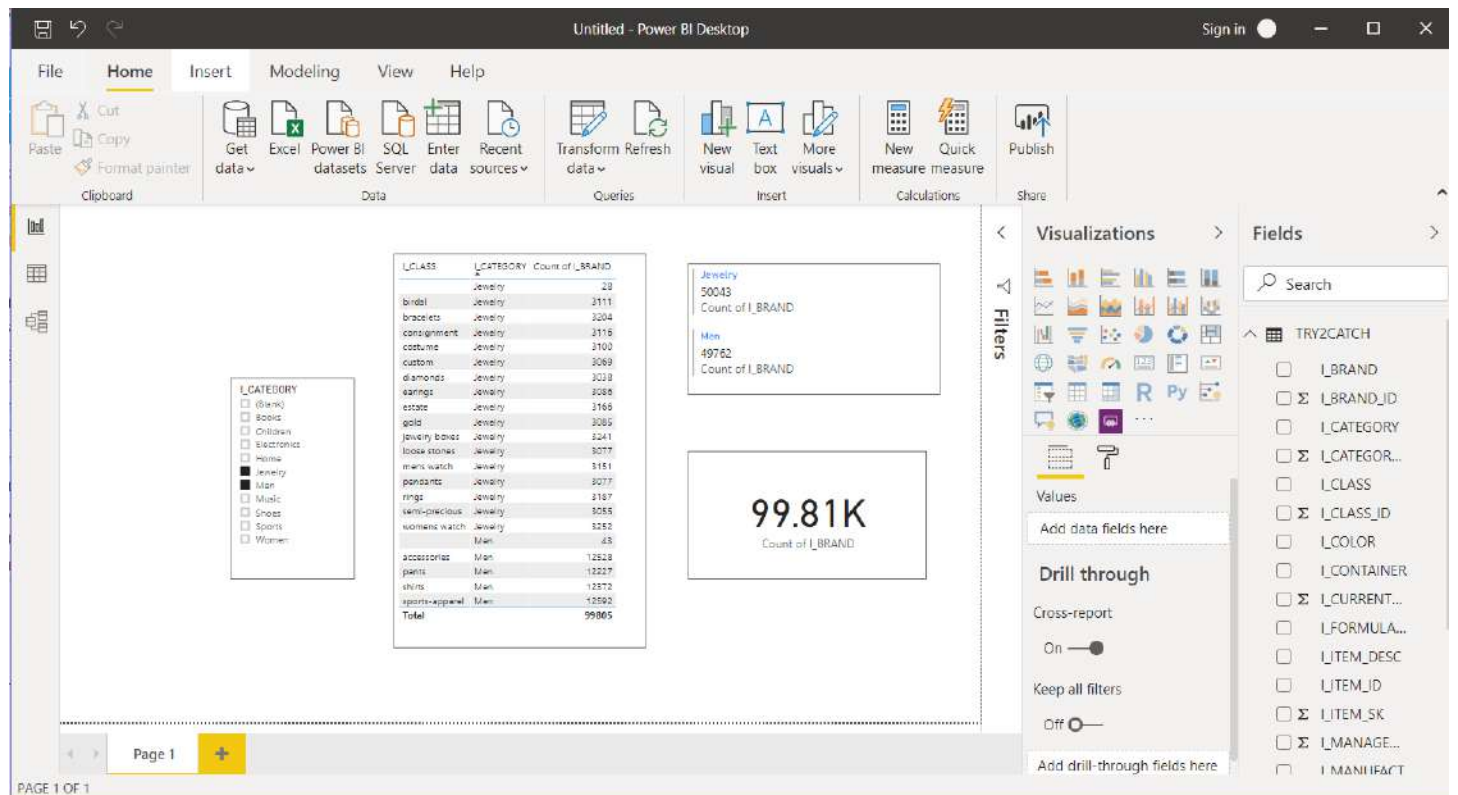 Untitled - Power BI Desktop
Sign in
File Home Insert Modeling View Help
Paste
Cut
Copy
Format painter
Clipboard
Get data
Excel
Power BI datasets
SQL Server
Enter data
Recent sources
Data
Transform data
Refresh
Queries
New visual
Text box
More visuals
Insert
New measure
Quick measure
Calculations
Publish
Share
I_CATEGORY
(Blank)
Books
Children
Electronics
Home
Jewelry
Men
Music
Shoes
Sports
Women
I_CLASS I_CATEGORY Count of I_BRAND
Jewelry 28
birdal Jewelry 3111
bracelets Jewelry 3204
consignment Jewelry 3116
costume Jewelry 3100
custom Jewelry 3069
diamonds Jewelry 3038
earings Jewelry 3086
estate Jewelry 3166
gold Jewelry 3085
jewelry boxes Jewelry 3241
loose stones Jewelry 3077
mens watch Jewelry 3151
pendants Jewelry 3077
rings Jewelry 3187
semi-precious Jewelry 3055
womens watch Jewelry 3252
Men 43
accessories Men 12528
pants Men 12227
shirts Men 12372
sports-apparel Men 12592
Total 99805
Jewelry
50043
Count of I_BRAND
Men
49762
Count of I_BRAND
99.81K
Count of I_BRAND
Filters
Visualizations
R Py
Values
Add data fields here
Drill through
Cross-report
On
Keep all filters
Off
Add drill-through fields here
Fields
Search
TRY2CATCH
I_BRAND
Σ I_BRAND_ID
I_CATEGORY
Σ I_CATEGOR...
I_CLASS
Σ I_CLASS_ID
I_COLOR
I_CONTAINER
Σ I_CURRENT...
I_FORMULA...
I_ITEM_DESC
I_ITEM_ID
Σ I_ITEM_SK
Σ I_MANAGE...
I_MANUFACT
Page 1
PAGE 1 OF 1